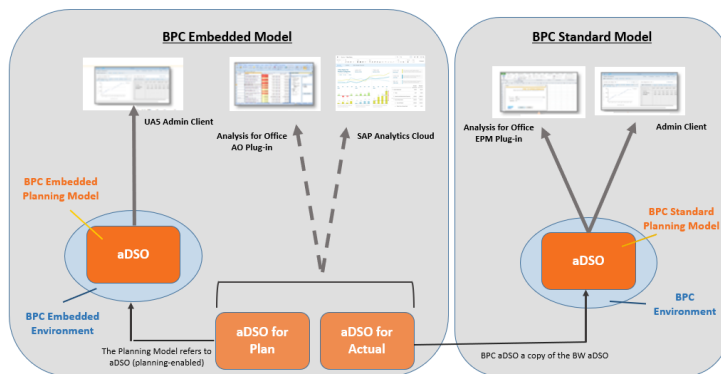 BPC Embedded Model
UA5 Admin Client
Analysis for Office
AO Plug-in
SAP Analytics Cloud
BPC Embedded
Planning Model
aDSO
BPC Embedded
Environment
The Planning Model refers to
aDSO (planning-enabled)
aDSO for
Plan
aDSO for
Actual
BPC Standard Model
Analysis for Office
EPM Plug-in
Admin Client
BPC Standard
Planning Model
aDSO
BPC
Environment
BPC aDSO a copy of the BW aDSO